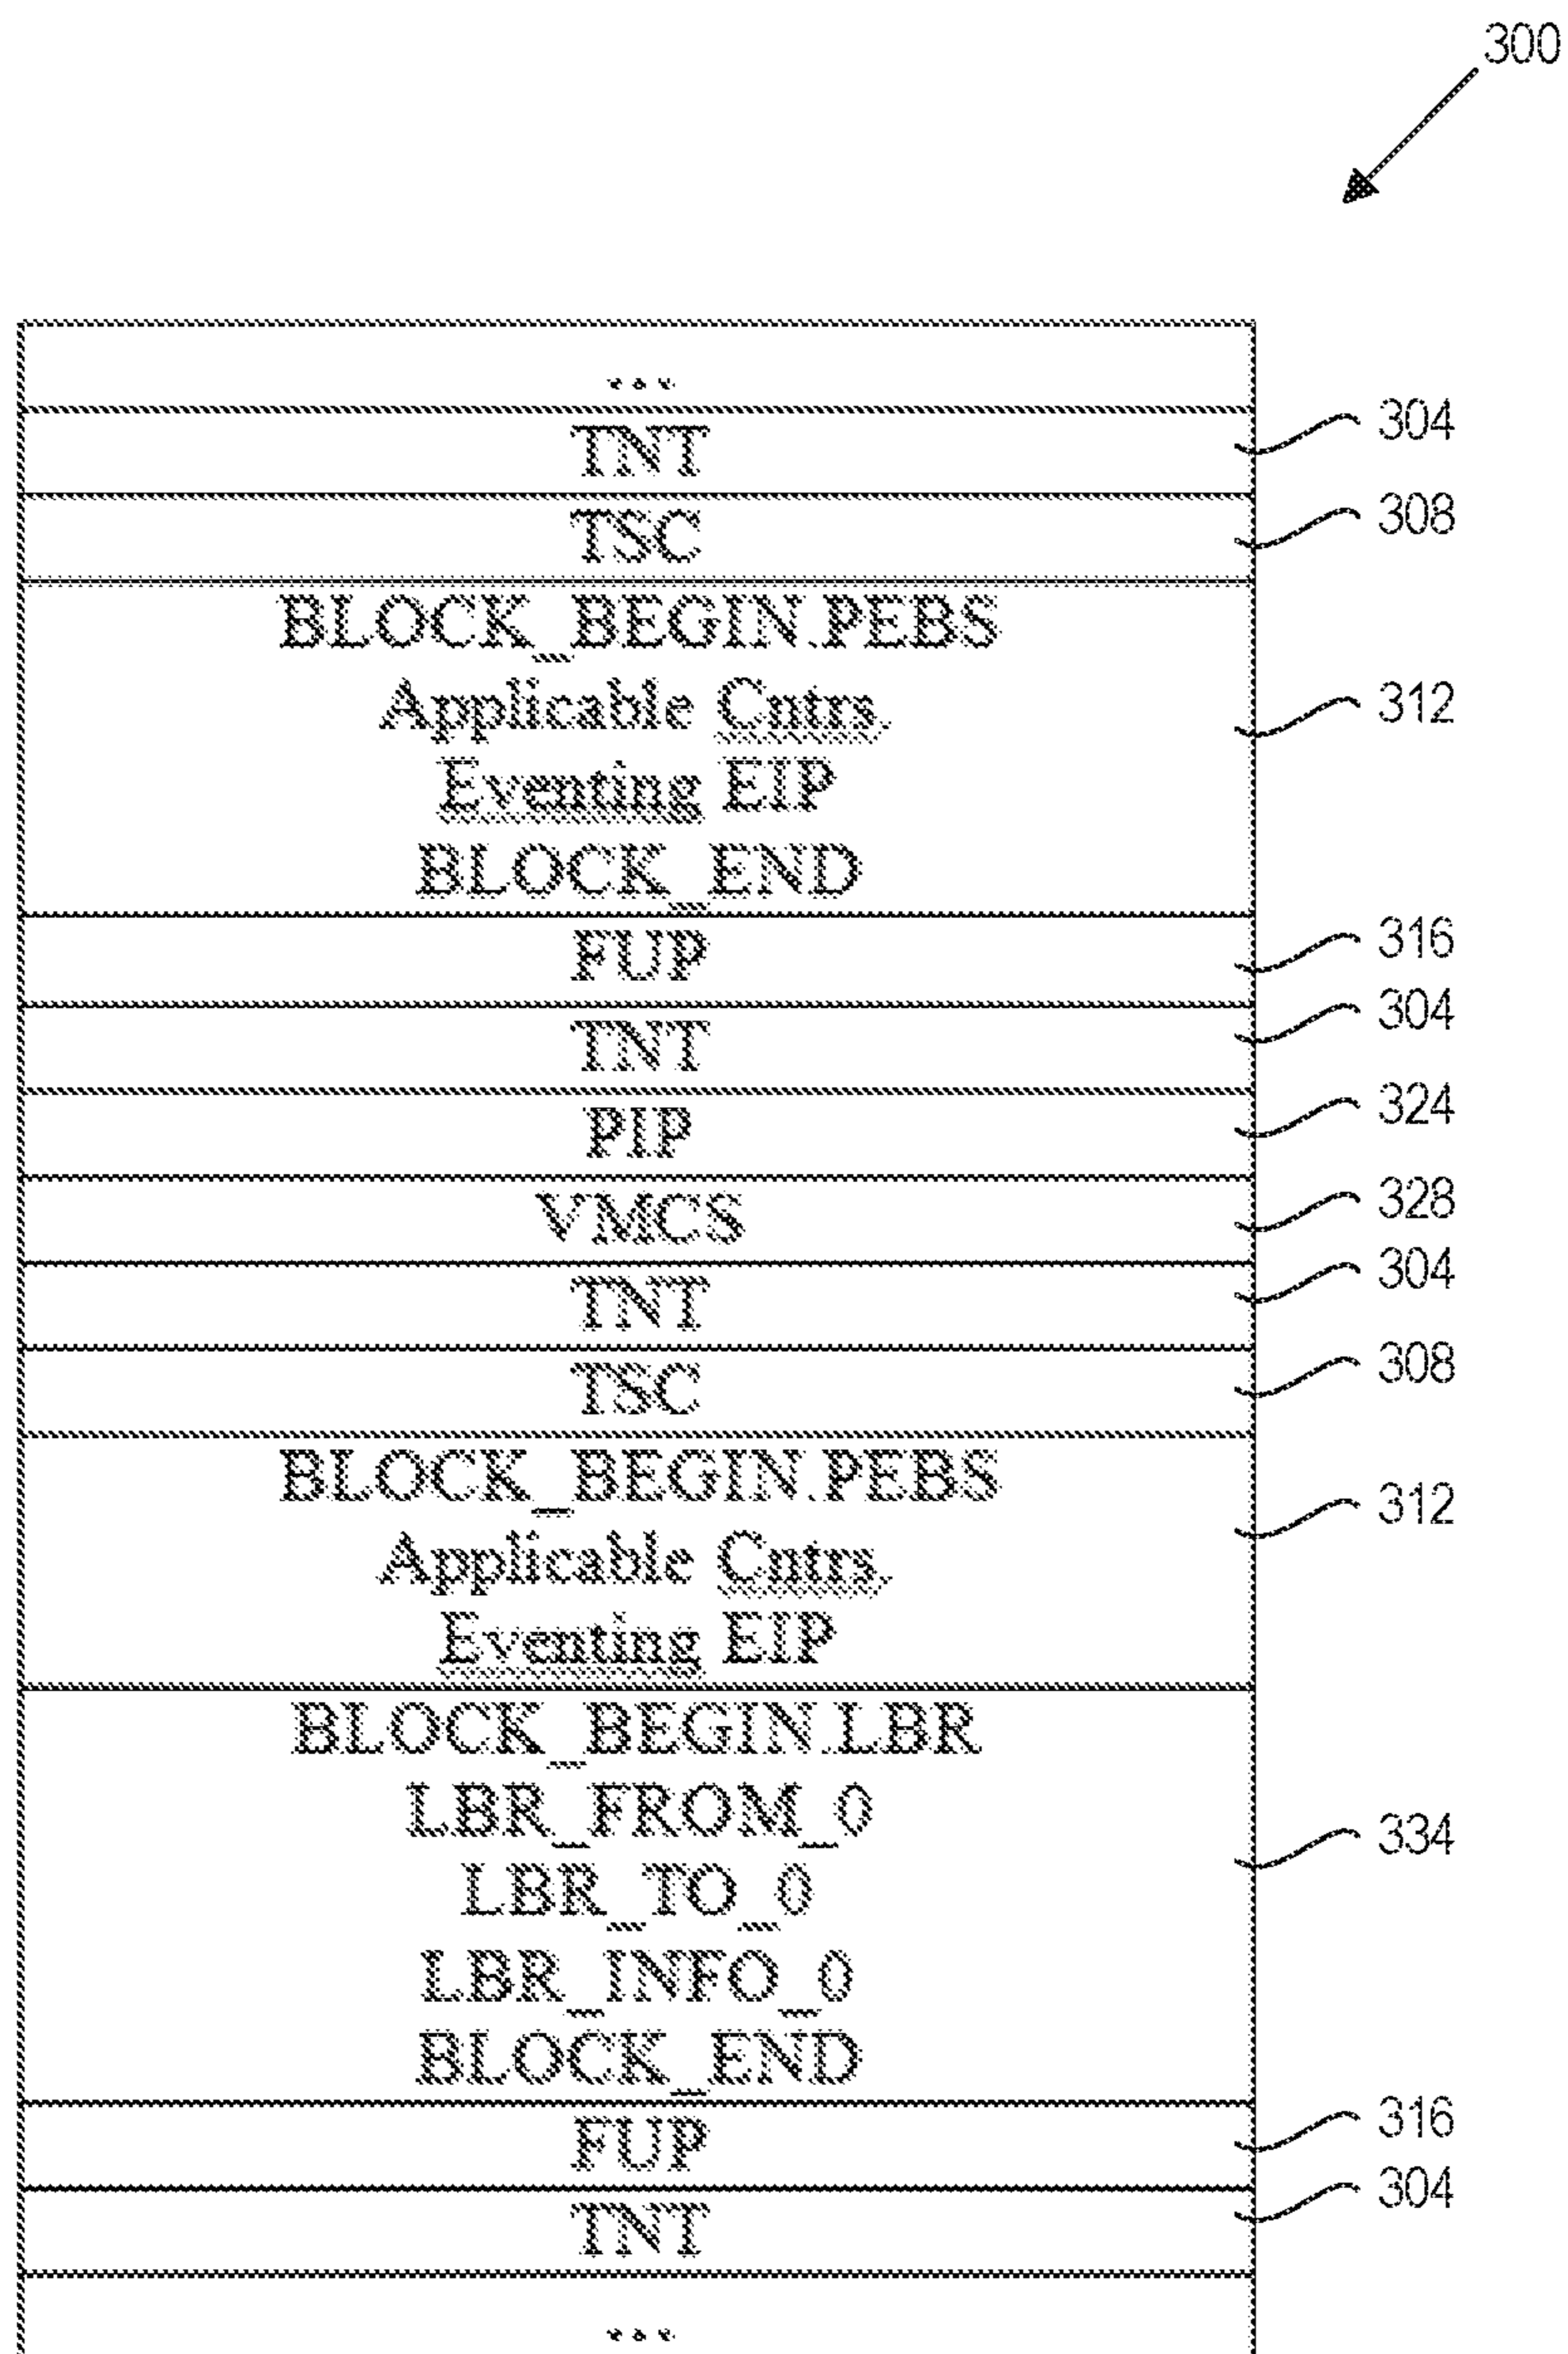 300
...
TNT
304
TSC
308
BLOCK_BEGIN.PEBS
Applicable Cntrs.
312
Eventing EIP
BLOCK_END
FUP
316
TNT
304
PIP
324
VMCS
328
TNT
304
TSC
308
BLOCK_BEGIN.PEBS
312
Applicable Cntrs.
Eventing EIP
BLOCK_BEGIN.LBR
LBR_FROM_0
334
LBR_TO_0
LBR_INFO_0
BLOCK_END
FUP
316
TNT
304
...